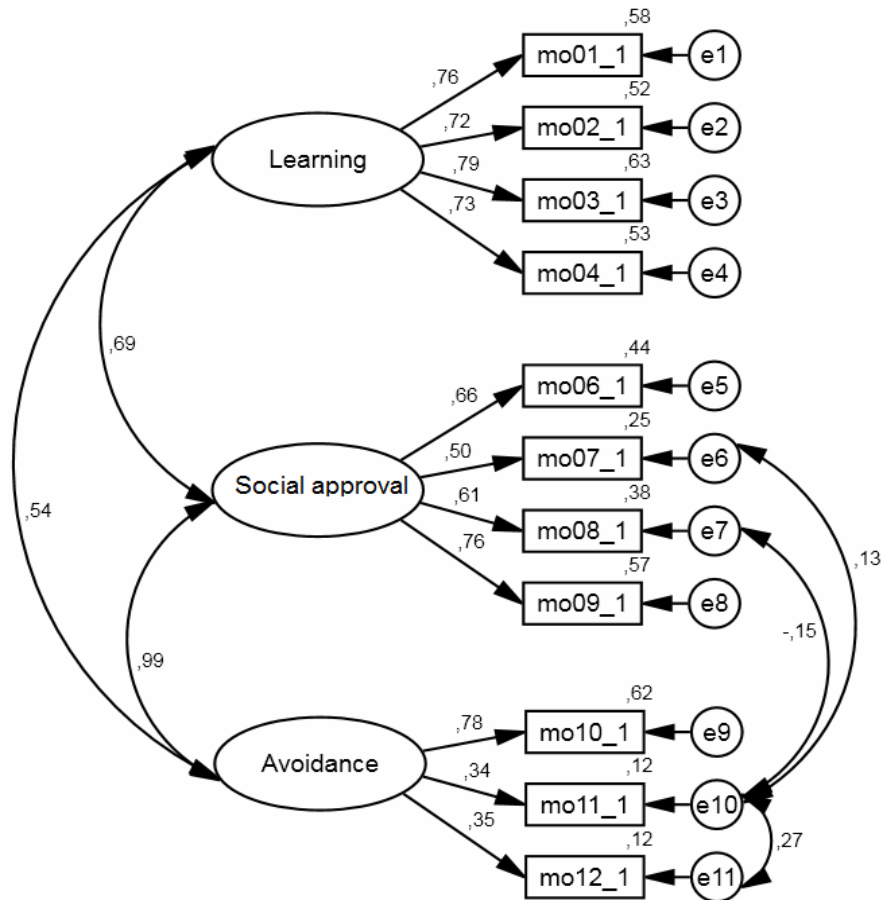 ,58
mo01_1
e1
,76
,52
mo02_1
e2
,72
Learning
,79
,63
mo03_1
e3
,73
,53
mo04_1
e4
,69
,44
mo06_1
e5
,66
,25
mo07_1
e6
,50
Social approval
,61
,38
mo08_1
e7
,76
,57
mo09_1
e8
,54
,13
-,15
,99
,62
mo10_1
e9
,78
Avoidance
,34
,12
mo11_1
e10
,35
,12
mo12_1
e11
,27